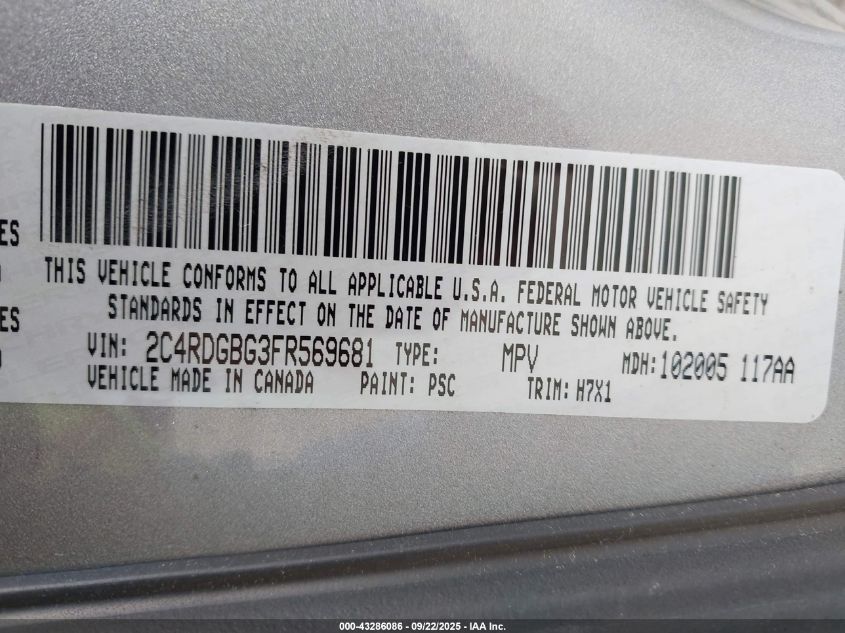 ES
THIS VEHICLE CONFORMS TO ALL APPLICABLE U.S.A. FEDERAL MOTOR VEHICLE SAFETY
STANDARDS IN EFFECT ON THE DATE OF MANUFACTURE SHOWN ABOVE.
ES
VIN: 2C4RDGBG3FR569681 TYPE: MPV MDH:102005 117AA
VEHICLE MADE IN CANADA PAINT: PSC TRIM: H7X1
000-43286086 - 09/22/2025 - IAA Inc.